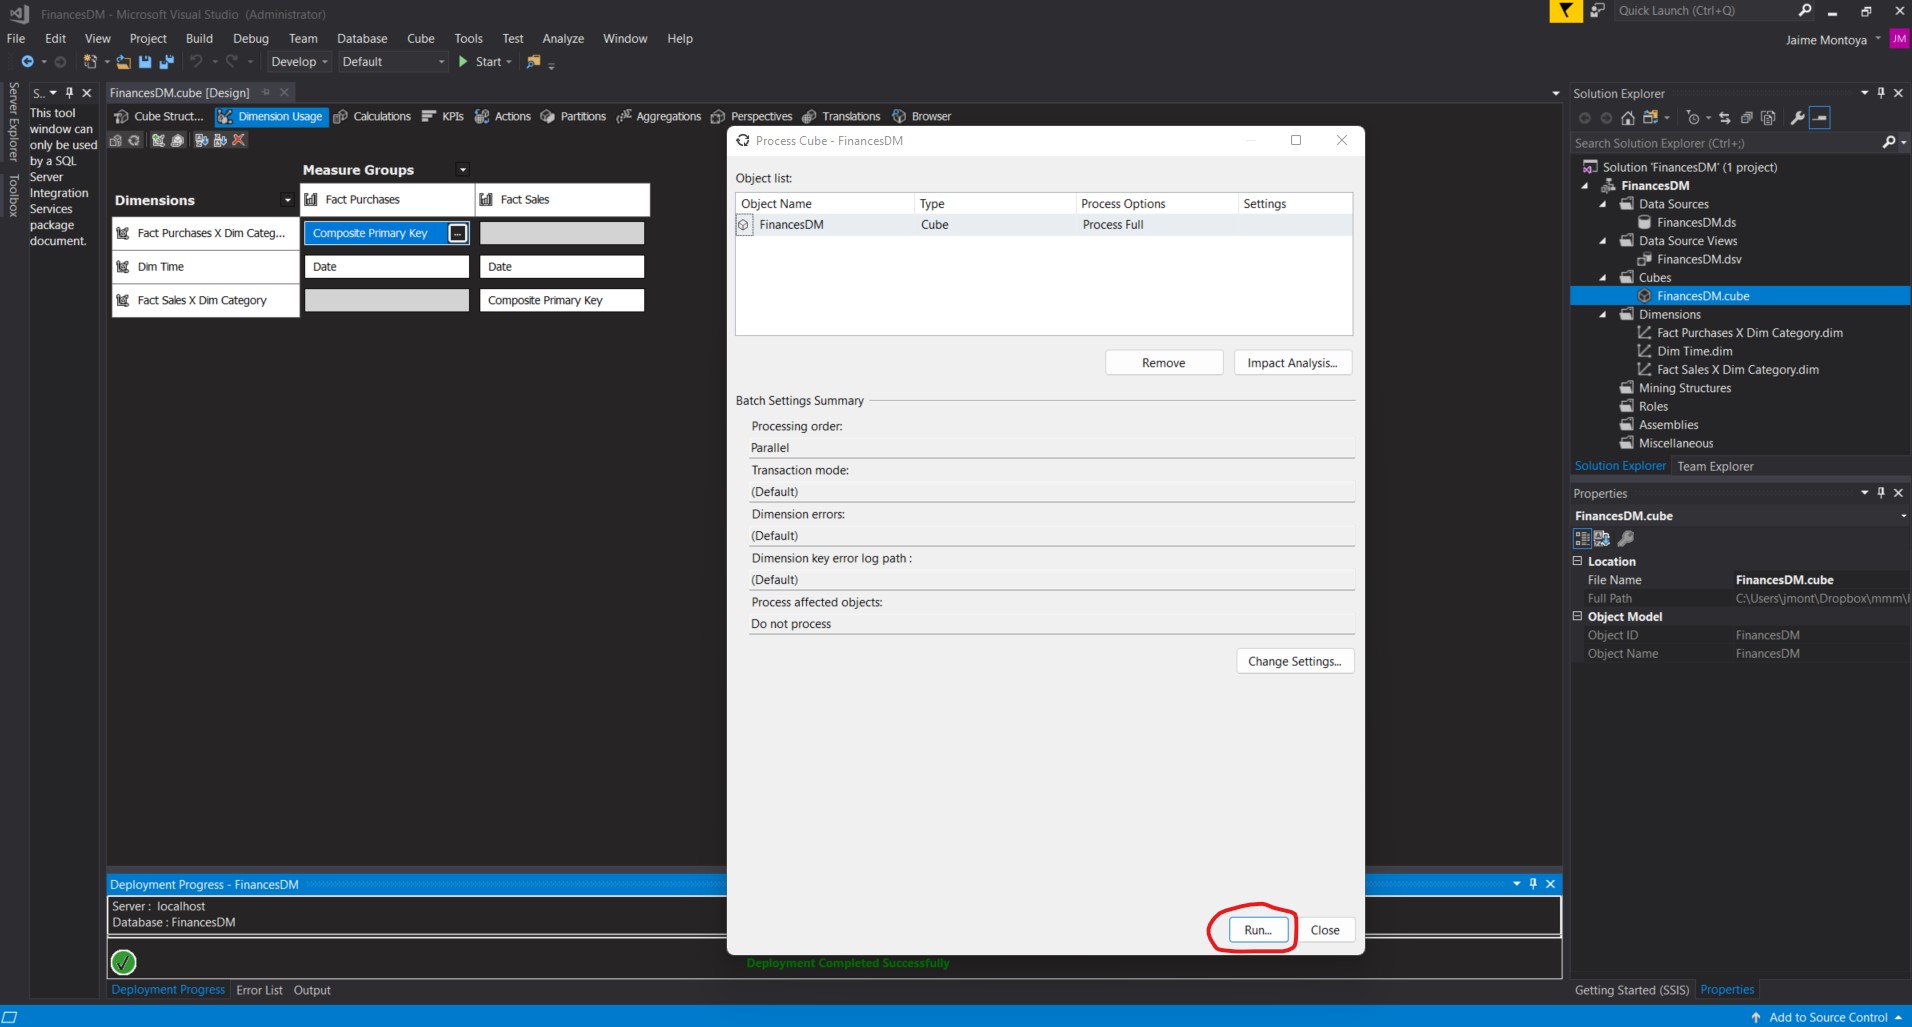 FinancesDM - Microsoft Visual Studio (Administrator)
Quick Launch (Ctrl+Q)
File Edit View Project Build Debug Team Database Cube Tools Test Analyze Window Help
Jaime Montoya JM
Develop Default Start
Server Explorer
Toolbox
S..
This tool
window can
only be used
by a SQL
Server
Integration
Services
package
document.
FinancesDM.cube [Design]
Cube Struct... Dimension Usage Calculations KPIs Actions Partitions Aggregations Perspectives Translations Browser
Measure Groups
Dimensions
Fact Purchases Fact Sales
Fact Purchases X Dim Categ... Composite Primary Key ...
Dim Time Date Date
Fact Sales X Dim Category Composite Primary Key
Process Cube - FinancesDM
Object list:
Object Name Type Process Options Settings
FinancesDM Cube Process Full
Remove Impact Analysis...
Batch Settings Summary
Processing order:
Parallel
Transaction mode:
(Default)
Dimension errors:
(Default)
Dimension key error log path :
(Default)
Process affected objects:
Do not process
Change Settings...
Run... Close
Deployment Progress - FinancesDM
Server : localhost
Database : FinancesDM
Deployment Completed Successfully
Deployment Progress Error List Output
Solution Explorer
Search Solution Explorer (Ctrl+;)
Solution 'FinancesDM' (1 project)
FinancesDM
Data Sources
FinancesDM.ds
Data Source Views
FinancesDM.dsv
Cubes
FinancesDM.cube
Dimensions
Fact Purchases X Dim Category.dim
Dim Time.dim
Fact Sales X Dim Category.dim
Mining Structures
Roles
Assemblies
Miscellaneous
Solution Explorer Team Explorer
Properties
FinancesDM.cube
Location
File Name FinancesDM.cube
Full Path C:\Users\jmont\Dropbox\mmm\
Object Model
Object ID FinancesDM
Object Name FinancesDM
Getting Started (SSIS) Properties
Add to Source Control